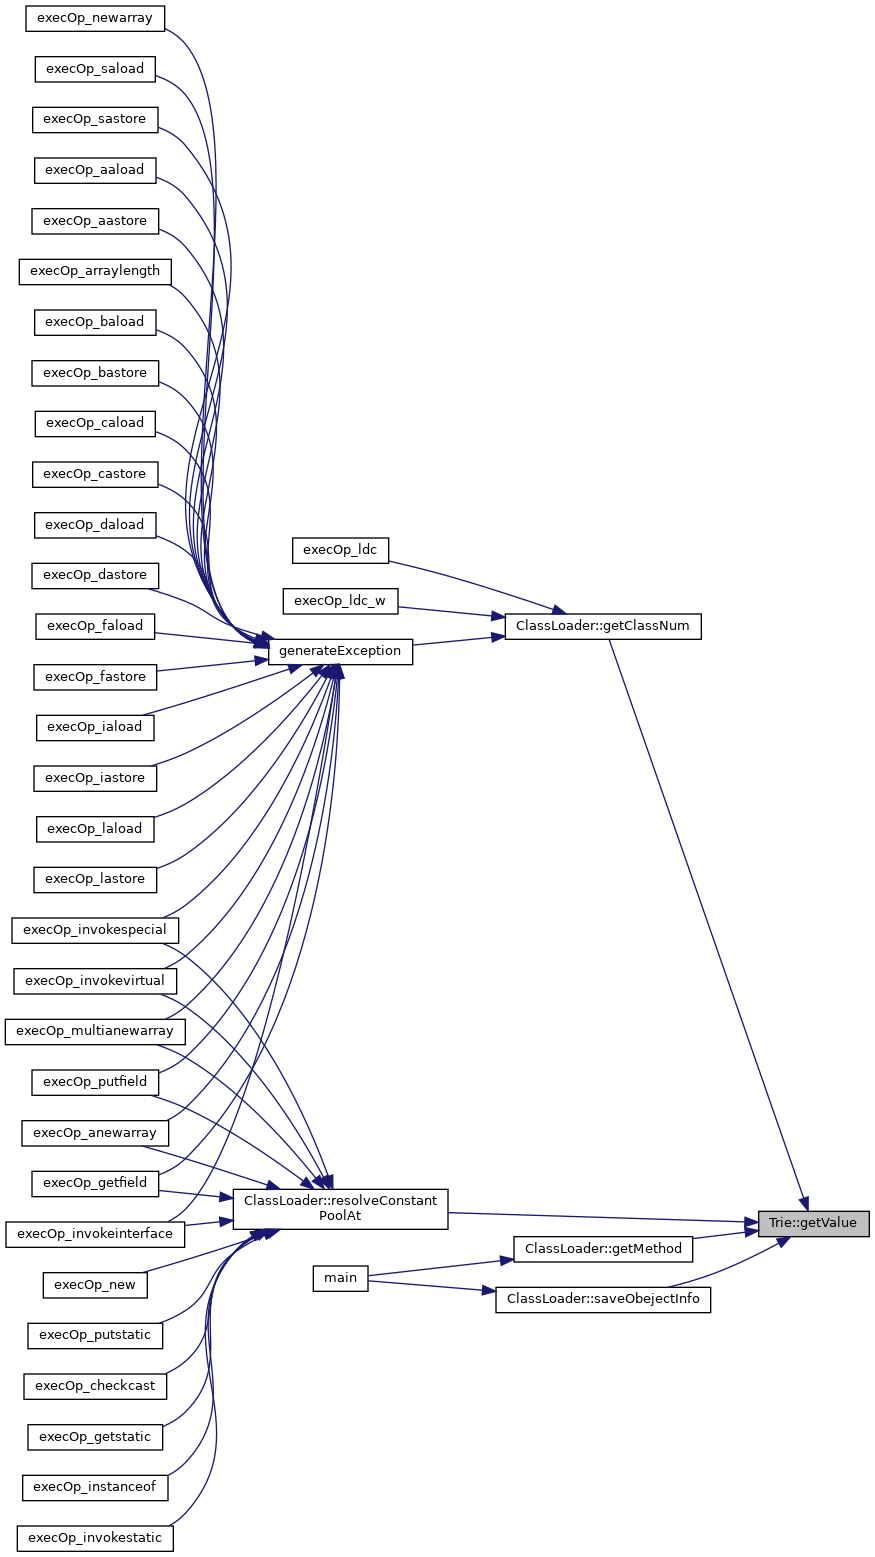 execOp_newarray
execOp_saload
execOp_sastore
execOp_aaload
execOp_aastore
execOp_arraylength
execOp_baload
execOp_bastore
execOp_caload
execOp_castore
execOp_daload
execOp_dastore
execOp_faload
execOp_fastore
execOp_iaload
execOp_iastore
execOp_laload
execOp_lastore
execOp_invokespecial
execOp_invokevirtual
execOp_multianewarray
execOp_putfield
execOp_anewarray
execOp_getfield
execOp_invokeinterface
execOp_new
execOp_putstatic
execOp_checkcast
execOp_getstatic
execOp_instanceof
execOp_invokestatic
execOp_ldc
execOp_ldc_w
generateException
ClassLoader::resolveConstant
PoolAt
main
ClassLoader::getClassNum
ClassLoader::getMethod
ClassLoader::saveObejectInfo
Trie::getValue